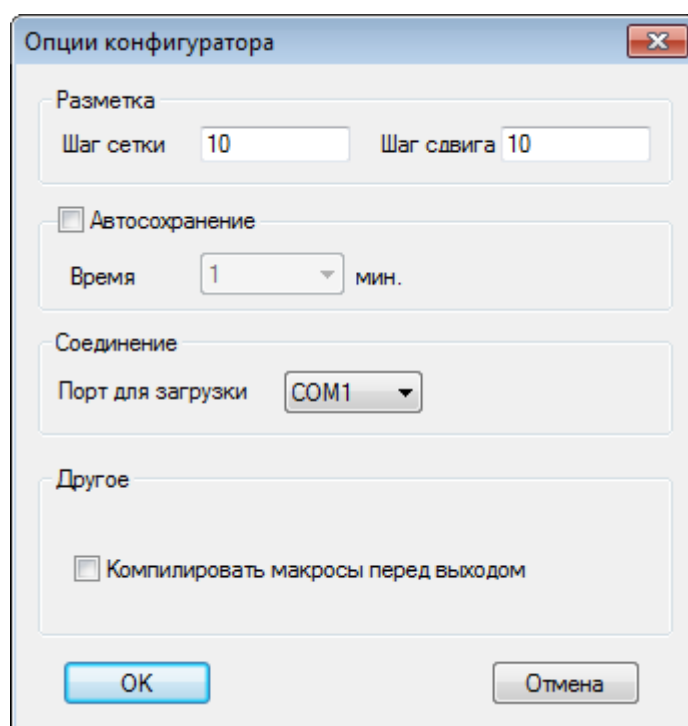 Опции конфигуратора
Разметка
Шаг сетки 10 Шаг сдвига 10
Автосохранение
Время 1 мин.
Соединение
Порт для загрузки COM1
Другое
Компилировать макросы перед выходом
OK Отмена